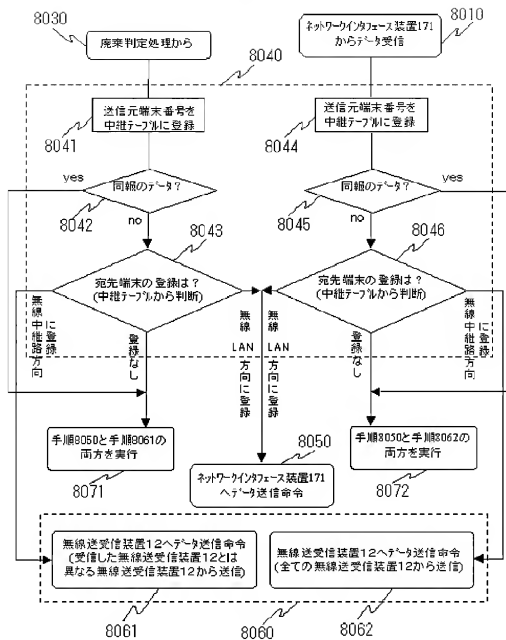 8030
廃棄判定処理から
ネットワークインタフェース装置171
からデータ受信
8010
8040
送信元端末番号を
中継テーブルに登録
8041
送信元端末番号を
中継テーブルに登録
8044
yes
同報のデータ?
8042
no
同報のデータ?
8045
no
yes
8043
宛先端末の登録は?
(中継テーブルから判断)
8046
宛先端末の登録は?
(中継テーブルから判断)
無線中継路方向
に登録
登録なし
無線
LAN
方向に登録
無線
LAN
方向に登録
登録なし
無線中継路方向
に登録
手順8050と手順8061の
両方を実行
8071
8050
ネットワークインタフェース装置171
へデータ送信命令
手順8050と手順8062の
両方を実行
8072
無線送受信装置12へデータ送信命令
(受信した無線送受信装置12とは
異なる無線送受信装置12から送信)
8061
8060
無線送受信装置12へデータ送信命令
(全ての無線送受信装置12から送信)
8062